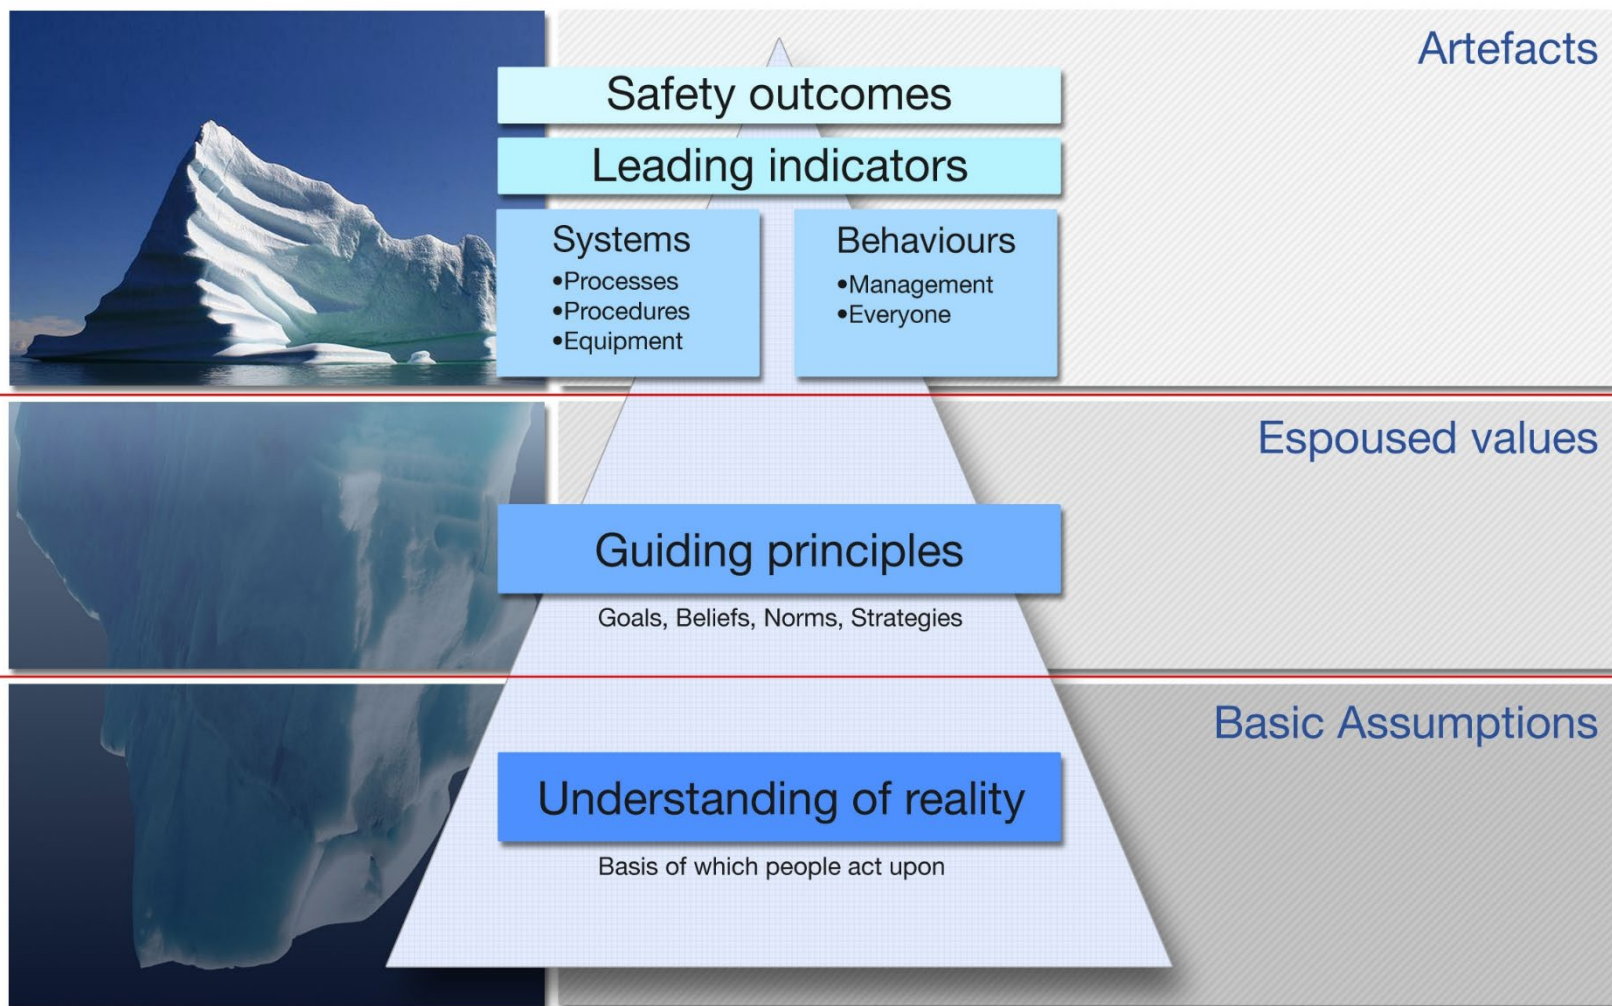 Artefacts
Safety outcomes
Leading indicators
Systems
•Processes
•Procedures
•Equipment
Behaviours
•Management
•Everyone
Espoused values
Guiding principles
Goals, Beliefs, Norms, Strategies
Basic Assumptions
Understanding of reality
Basis of which people act upon